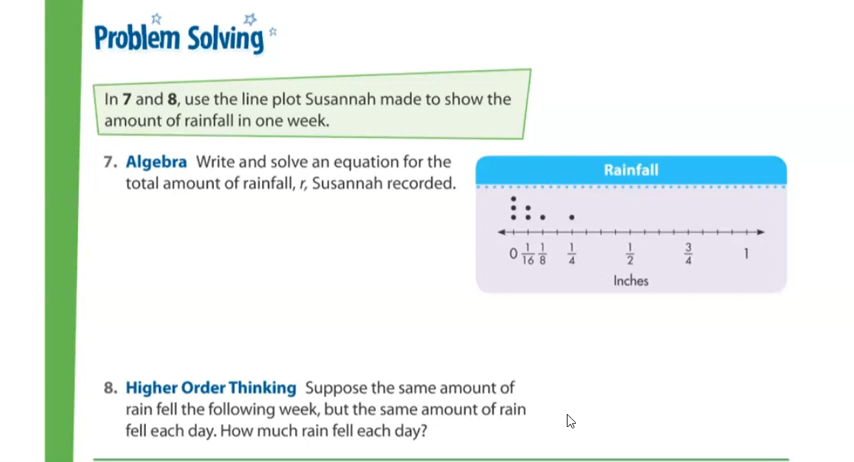 Problem Solving
In 7 and 8, use the line plot Susannah made to show the
amount of rainfall in one week.
7. Algebra Write and solve an equation for the
total amount of rainfall, r, Susannah recorded.
Rainfall
0 1/16 1/8 1/4 1/2 3/4 1
Inches
8. Higher Order Thinking Suppose the same amount of
rain fell the following week, but the same amount of rain
fell each day. How much rain fell each day?